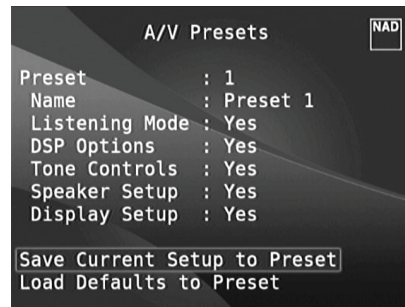 A/V Presets
NAD
Preset : 1
Name : Preset 1
Listening Mode : Yes
DSP Options : Yes
Tone Controls : Yes
Speaker Setup : Yes
Display Setup : Yes
Save Current Setup to Preset
Load Defaults to Preset